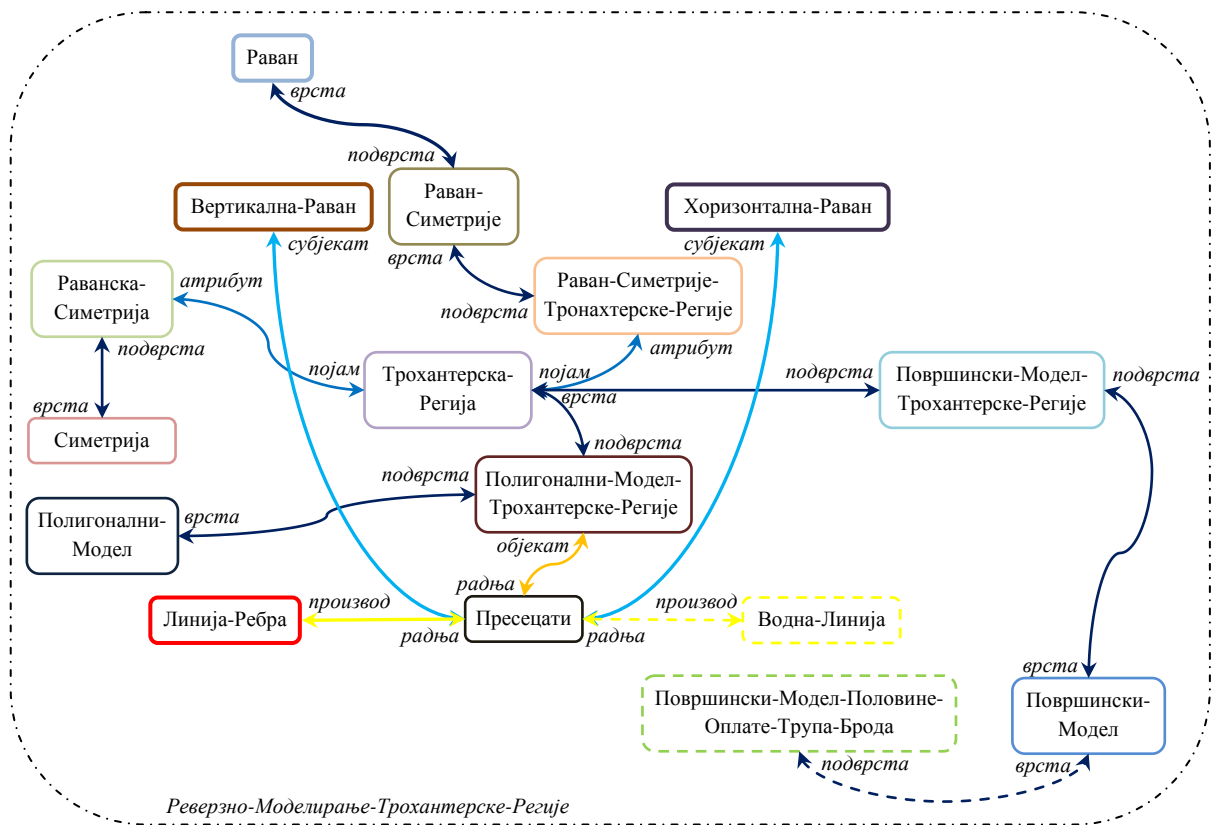 Раван
врста
подврста
Раван-
Симетрије
Вертикална-Раван
Хоризонтална-Раван
субјекат
врста
субјекат
Раванска-
Симетрија
атрибут
Раван-Симетрије-
Тронахтерске-Регије
подврста
подврста
атрибут
појам
Трохантерска-
Регија
појам
врста
подврста
Површински-Модел-
Трохантерске-Регије
подврста
врста
Симетрија
подврста
подврста
Полигонални-Модел-
Трохантерске-Регије
Полигонални-
Модел
врста
објекат
радња
Линија-Ребра
производ
радња
Пресецати
радња
производ
Водна-Линија
врста
Површински-Модел-Половине-
Оплате-Трупа-Брода
Површински-
Модел
подврста
врста
Реверзно-Моделирање-Трохантерске-Регије